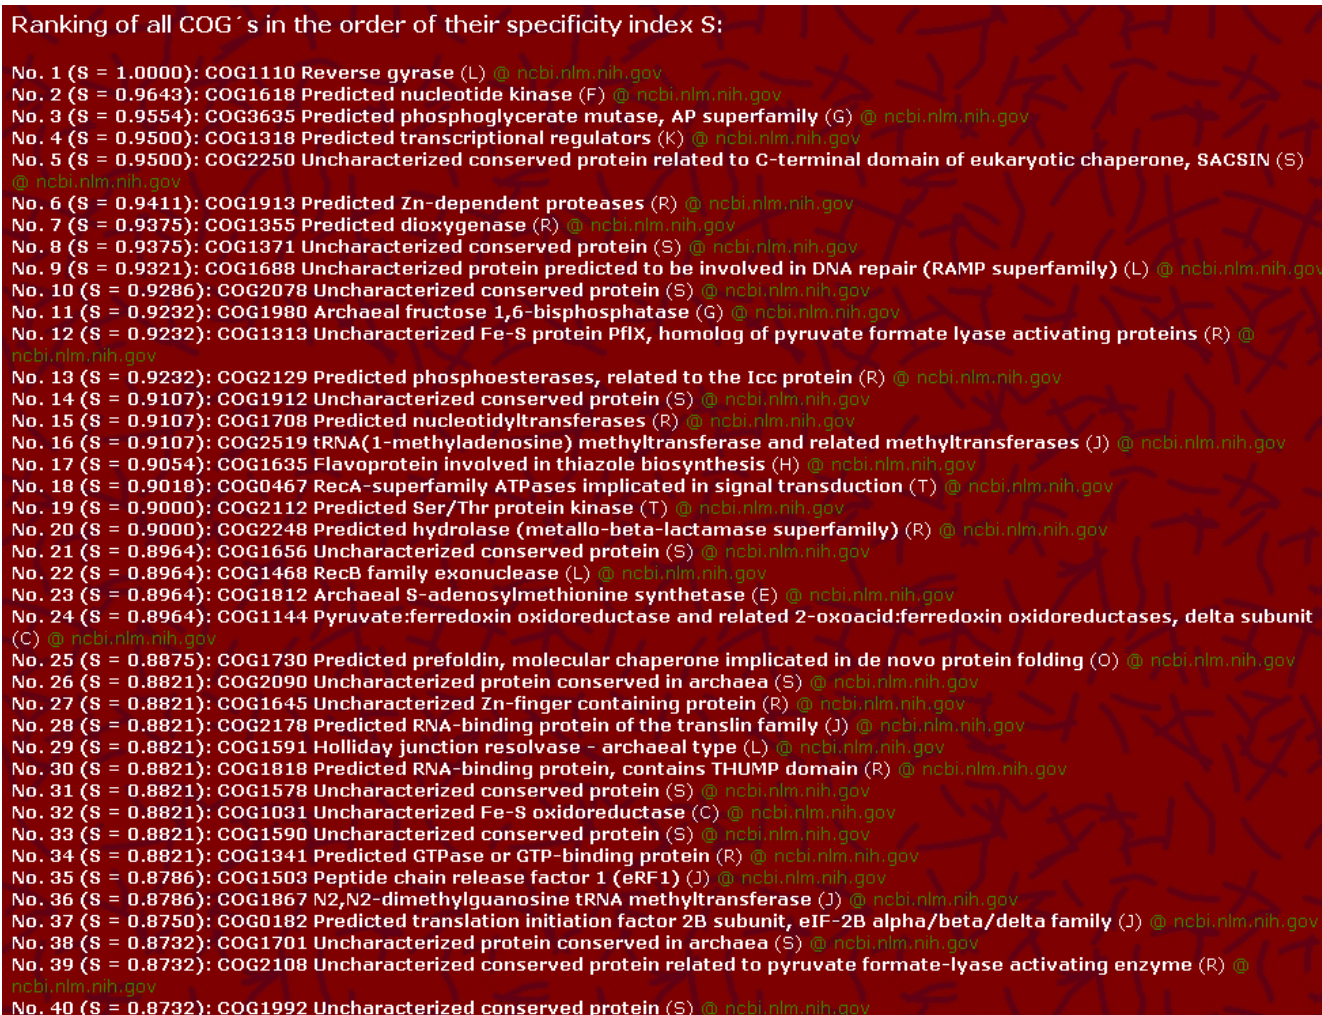 Ranking of all COG´s in the order of their specificity index S:
No. 1 (S = 1.0000): COG1110 Reverse gyrase (L) @ ncbi.nlm.nih.gov
No. 2 (S = 0.9643): COG1618 Predicted nucleotide kinase (F) @ ncbi.nlm.nih.gov
No. 3 (S = 0.9554): COG3635 Predicted phosphoglycerate mutase, AP superfamily (G) @ ncbi.nlm.nih.gov
No. 4 (S = 0.9500): COG1318 Predicted transcriptional regulators (K) @ ncbi.nlm.nih.gov
No. 5 (S = 0.9500): COG2250 Uncharacterized conserved protein related to C-terminal domain of eukaryotic chaperone, SACSIN (S)
@ ncbi.nlm.nih.gov
No. 6 (S = 0.9411): COG1913 Predicted Zn-dependent proteases (R) @ ncbi.nlm.nih.gov
No. 7 (S = 0.9375): COG1355 Predicted dioxygenase (R) @ ncbi.nlm.nih.gov
No. 8 (S = 0.9375): COG1371 Uncharacterized conserved protein (S) @ ncbi.nlm.nih.gov
No. 9 (S = 0.9321): COG1688 Uncharacterized protein predicted to be involved in DNA repair (RAMP superfamily) (L) @ ncbi.nlm.nih.gov
No. 10 (S = 0.9286): COG2078 Uncharacterized conserved protein (S) @ ncbi.nlm.nih.gov
No. 11 (S = 0.9232): COG1980 Archaeal fructose 1,6-bisphosphatase (G) @ ncbi.nlm.nih.gov
No. 12 (S = 0.9232): COG1313 Uncharacterized Fe-S protein PflX, homolog of pyruvate formate lyase activating proteins (R) @
ncbi.nlm.nih.gov
No. 13 (S = 0.9232): COG2129 Predicted phosphoesterases, related to the Icc protein (R) @ ncbi.nlm.nih.gov
No. 14 (S = 0.9107): COG1912 Uncharacterized conserved protein (S) @ ncbi.nlm.nih.gov
No. 15 (S = 0.9107): COG1708 Predicted nucleotidyltransferases (R) @ ncbi.nlm.nih.gov
No. 16 (S = 0.9107): COG2519 tRNA(1-methyladenosine) methyltransferase and related methyltransferases (J) @ ncbi.nlm.nih.gov
No. 17 (S = 0.9054): COG1635 Flavoprotein involved in thiazole biosynthesis (H) @ ncbi.nlm.nih.gov
No. 18 (S = 0.9018): COG0467 RecA-superfamily ATPases implicated in signal transduction (T) @ ncbi.nlm.nih.gov
No. 19 (S = 0.9000): COG2112 Predicted Ser/Thr protein kinase (T) @ ncbi.nlm.nih.gov
No. 20 (S = 0.9000): COG2248 Predicted hydrolase (metallo-beta-lactamase superfamily) (R) @ ncbi.nlm.nih.gov
No. 21 (S = 0.8964): COG1656 Uncharacterized conserved protein (S) @ ncbi.nlm.nih.gov
No. 22 (S = 0.8964): COG1468 RecB family exonuclease (L) @ ncbi.nlm.nih.gov
No. 23 (S = 0.8964): COG1812 Archaeal S-adenosylmethionine synthetase (E) @ ncbi.nlm.nih.gov
No. 24 (S = 0.8964): COG1144 Pyruvate:ferredoxin oxidoreductase and related 2-oxoacid:ferredoxin oxidoreductases, delta subunit
(C) @ ncbi.nlm.nih.gov
No. 25 (S = 0.8875): COG1730 Predicted prefoldin, molecular chaperone implicated in de novo protein folding (O) @ ncbi.nlm.nih.gov
No. 26 (S = 0.8821): COG2090 Uncharacterized protein conserved in archaea (S) @ ncbi.nlm.nih.gov
No. 27 (S = 0.8821): COG1645 Uncharacterized Zn-finger containing protein (R) @ ncbi.nlm.nih.gov
No. 28 (S = 0.8821): COG2178 Predicted RNA-binding protein of the translin family (J) @ ncbi.nlm.nih.gov
No. 29 (S = 0.8821): COG1591 Holliday junction resolvase - archaeal type (L) @ ncbi.nlm.nih.gov
No. 30 (S = 0.8821): COG1818 Predicted RNA-binding protein, contains THUMP domain (R) @ ncbi.nlm.nih.gov
No. 31 (S = 0.8821): COG1578 Uncharacterized conserved protein (S) @ ncbi.nlm.nih.gov
No. 32 (S = 0.8821): COG1031 Uncharacterized Fe-S oxidoreductase (C) @ ncbi.nlm.nih.gov
No. 33 (S = 0.8821): COG1590 Uncharacterized conserved protein (S) @ ncbi.nlm.nih.gov
No. 34 (S = 0.8821): COG1341 Predicted GTPase or GTP-binding protein (R) @ ncbi.nlm.nih.gov
No. 35 (S = 0.8786): COG1503 Peptide chain release factor 1 (eRF1) (J) @ ncbi.nlm.nih.gov
No. 36 (S = 0.8786): COG1867 N2,N2-dimethylguanosine tRNA methyltransferase (J) @ ncbi.nlm.nih.gov
No. 37 (S = 0.8750): COG0182 Predicted translation initiation factor 2B subunit, eIF-2B alpha/beta/delta family (J) @ ncbi.nlm.nih.gov
No. 38 (S = 0.8732): COG1701 Uncharacterized protein conserved in archaea (S) @ ncbi.nlm.nih.gov
No. 39 (S = 0.8732): COG2108 Uncharacterized conserved protein related to pyruvate formate-lyase activating enzyme (R) @
ncbi.nlm.nih.gov
No. 40 (S = 0.8732): COG1992 Uncharacterized conserved protein (S) @ ncbi.nlm.nih.gov